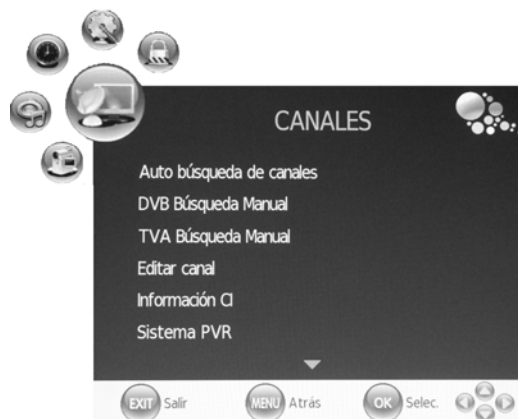 CANALES
Auto búsqueda de canales
DVB Búsqueda Manual
TVA Búsqueda Manual
Editar canal
Información CI
Sistema PVR
EXIT Salir MENU Atrás OK Selec.